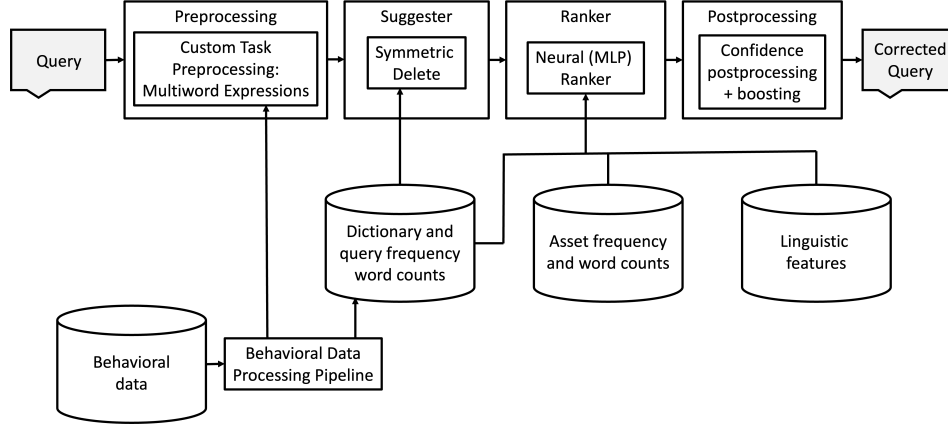 Preprocessing
Suggester
Ranker
Postprocessing
Query
Custom Task
Preprocessing:
Multiword Expressions
Symmetric
Delete
Neural (MLP)
Ranker
Confidence
postprocessing
+ boosting
Corrected
Query
Dictionary and
query frequency
word counts
Asset frequency
and word counts
Linguistic
features
Behavioral
data
Behavioral Data
Processing Pipeline